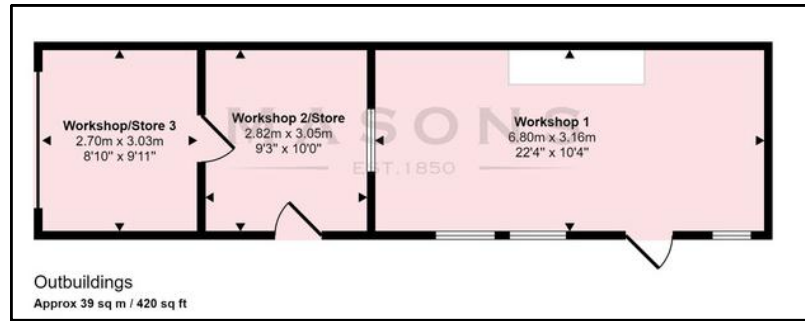 Workshop/Store 3
2.70m x 3.03m
8'10" x 9'11"
Workshop 2/Store
2.82m x 3.05m
9'3" x 10'0"
Workshop 1
6.80m x 3.16m
22'4" x 10'4"
MASONS
EST.1850
Outbuildings
Approx 39 sq m / 420 sq ft